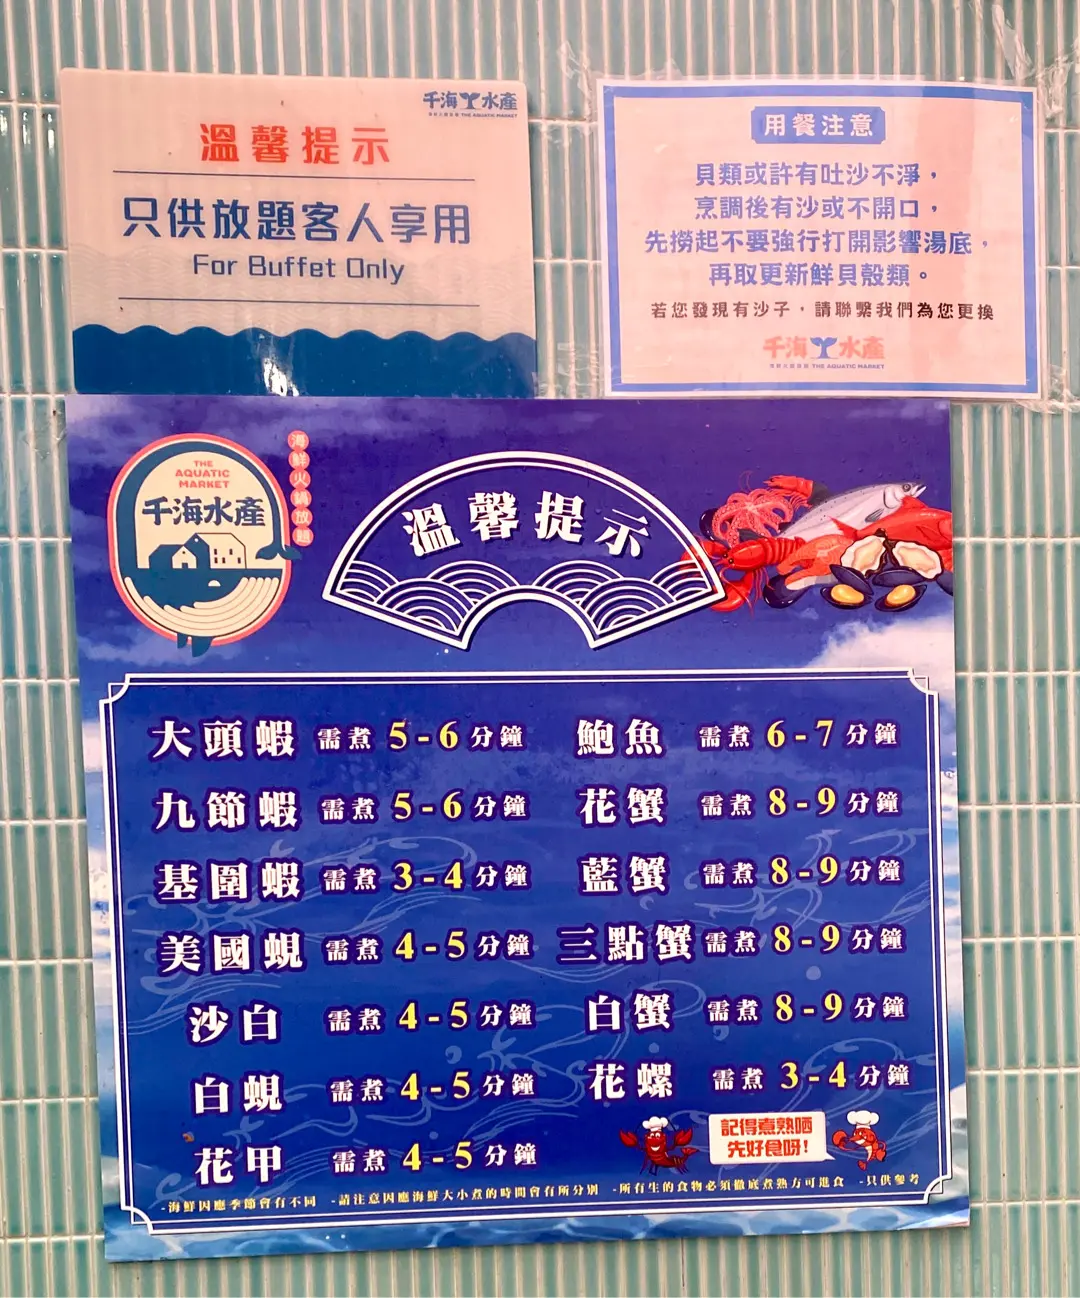 千海水產
THE AQUATIC MARKET
溫馨提示
只供放題客人享用
For Buffet Only
用餐注意
貝類或許有吐沙不淨，
烹調後有沙或不開口，
先撈起不要強行打開影響湯底，
再取更新鮮貝殼類。
若您發現有沙子，請聯繫我們為您更換
千海水產
海鮮火鍋放題 THE AQUATIC MARKET
THE
AQUATIC
MARKET
千海水產
海鮮火鍋放題
溫馨提示
大頭蝦 需煮 5-6 分鐘
鮑魚 需煮 6-7 分鐘
九節蝦 需煮 5-6 分鐘
花蟹 需煮 8-9 分鐘
基圍蝦 需煮 3-4 分鐘
藍蟹 需煮 8-9 分鐘
美國蜆 需煮 4-5 分鐘
三點蟹 需煮 8-9 分鐘
沙白 需煮 4-5 分鐘
白蟹 需煮 8-9 分鐘
白蜆 需煮 4-5 分鐘
花螺 需煮 3-4 分鐘
花甲 需煮 4-5 分鐘
記得煮熟哂
先好食呀!
-海鮮因應季節會有不同 -請注意因應海鮮大小煮的時間會有所分別 -所有生的食物必須徹底煮熟方可進食 -只供參考